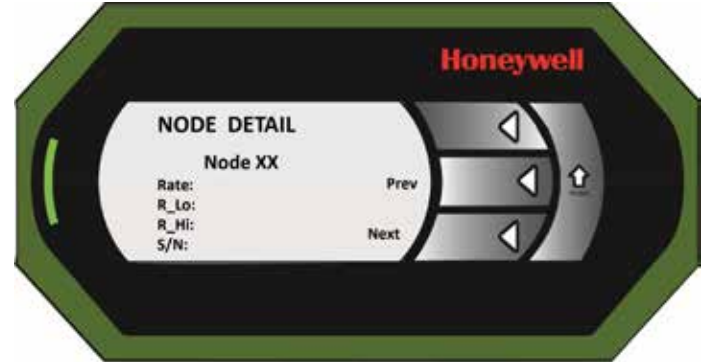 Honeywell
NODE DETAIL
Node XX
Rate:
Prev
R_Lo:
R_Hi:
Next
S/N: